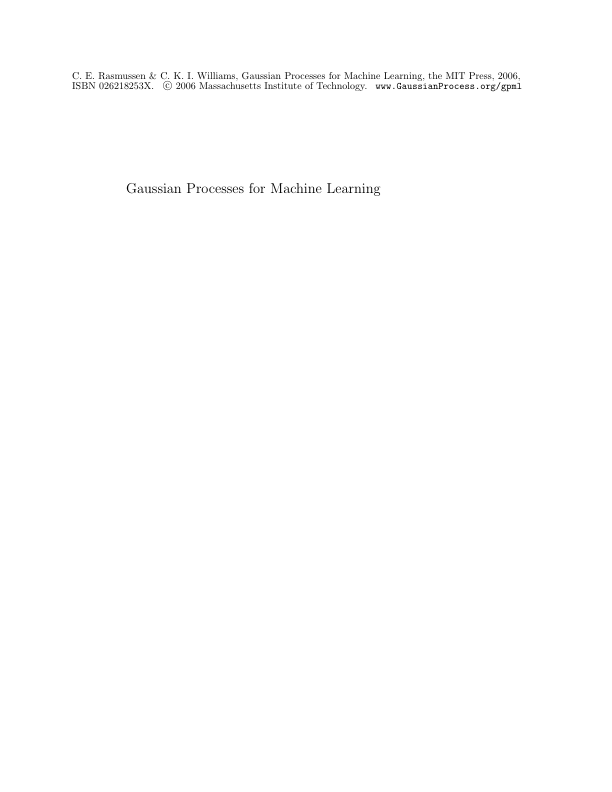 C. E. Rasmussen & C. K. I. Williams, Gaussian Processes for Machine Learning, the MIT Press, 2006,
ISBN 026218253X. © 2006 Massachusetts Institute of Technology. www.GaussianProcess.org/gpml
Gaussian Processes for Machine Learning